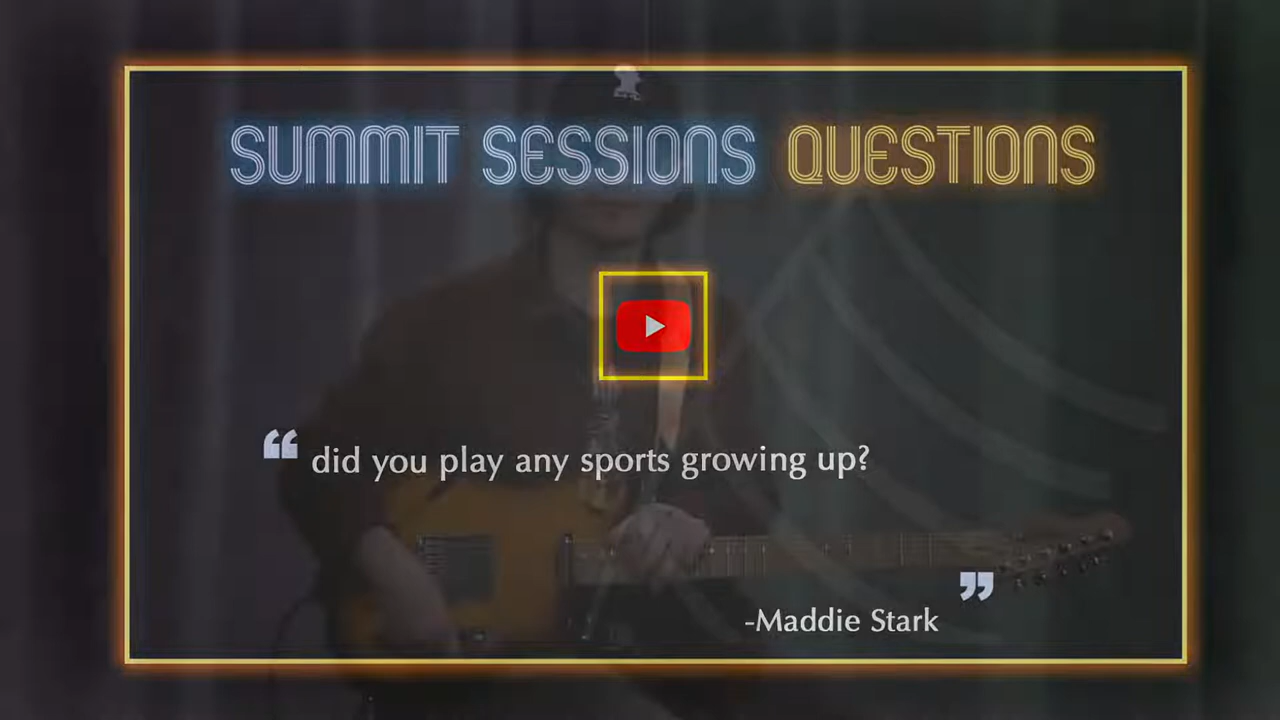 SUMMIT SESSIONS QUESTIONS
“ did you play any sports growing up?
”
-Maddie Stark